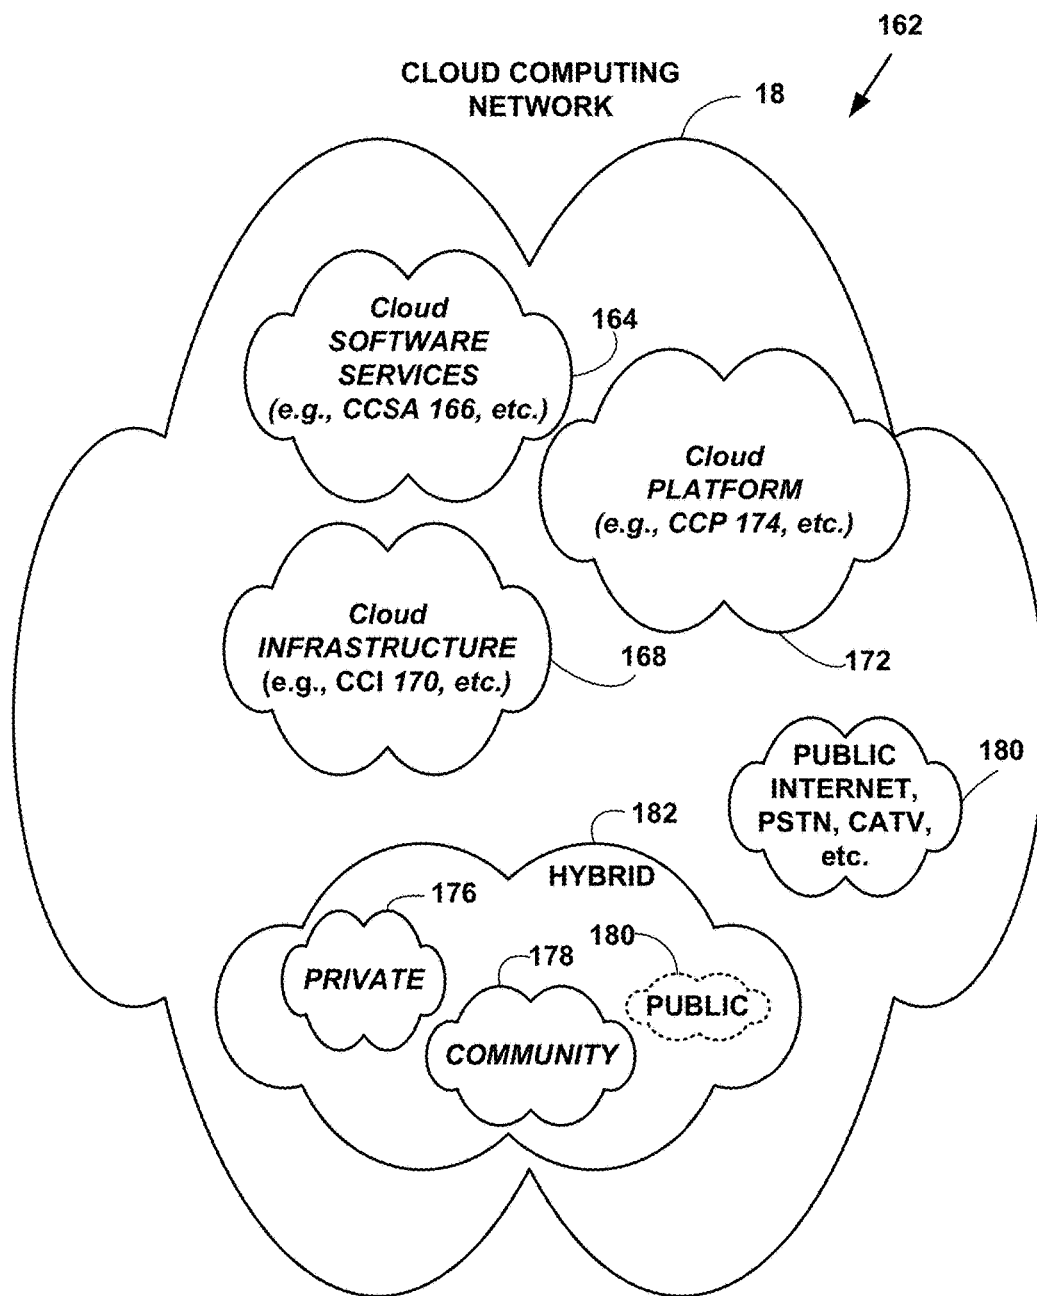 162
CLOUD COMPUTING
NETWORK
18
Cloud
SOFTWARE
SERVICES
(e.g., CCSA 166, etc.)
164
Cloud
PLATFORM
(e.g., CCP 174, etc.)
172
Cloud
INFRASTRUCTURE
(e.g., CCI 170, etc.)
168
PUBLIC
INTERNET,
PSTN, CATV,
etc.
180
182
HYBRID
176
PRIVATE
178
COMMUNITY
180
PUBLIC